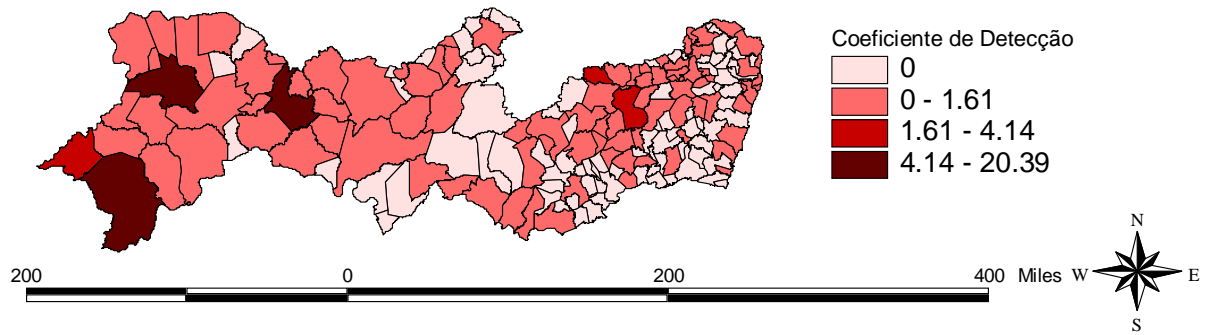 Coeficiente de Detecção
0
0 - 1.61
1.61 - 4.14
4.14 - 20.39
200 0 200 400 Miles
N
W E
S